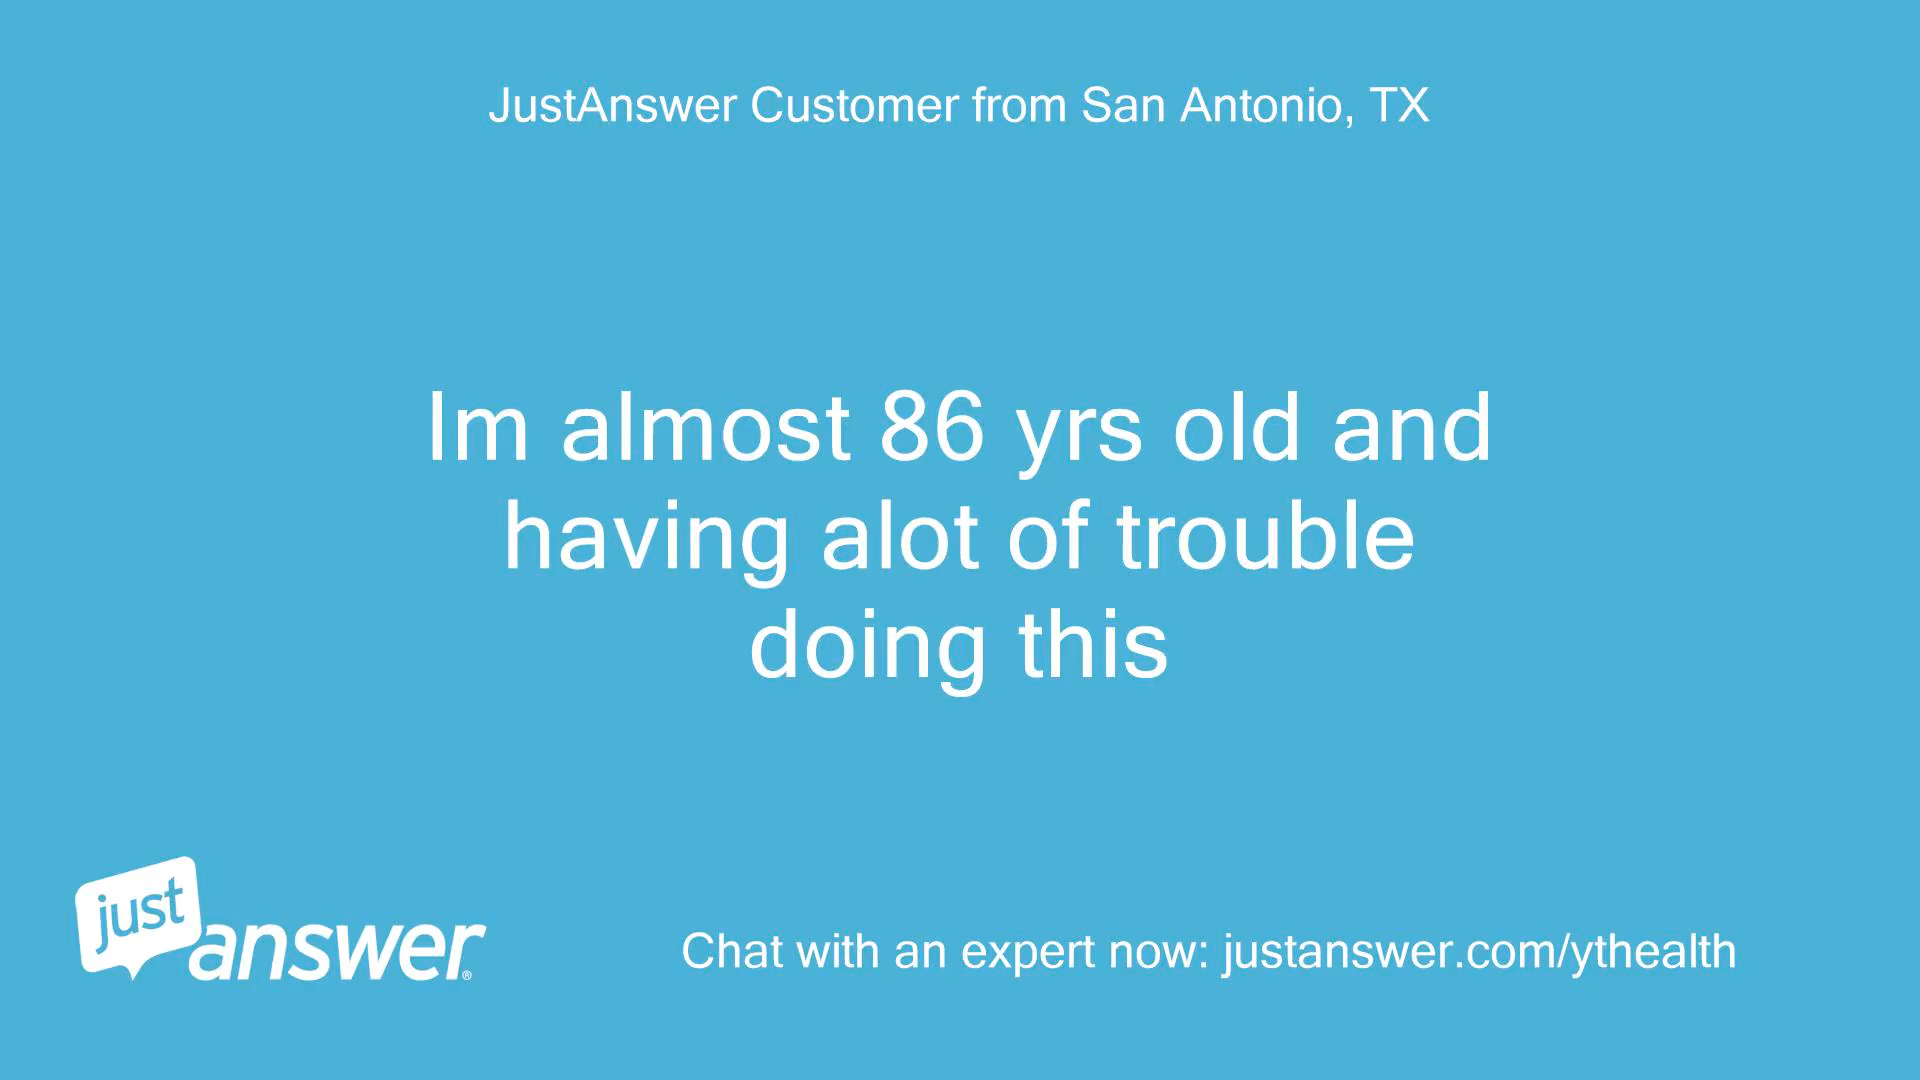 JustAnswer Customer from San Antonio, TX
Im almost 86 yrs old and
having alot of trouble
doing this
just
answer®
Chat with an expert now: justanswer.com/ythealth